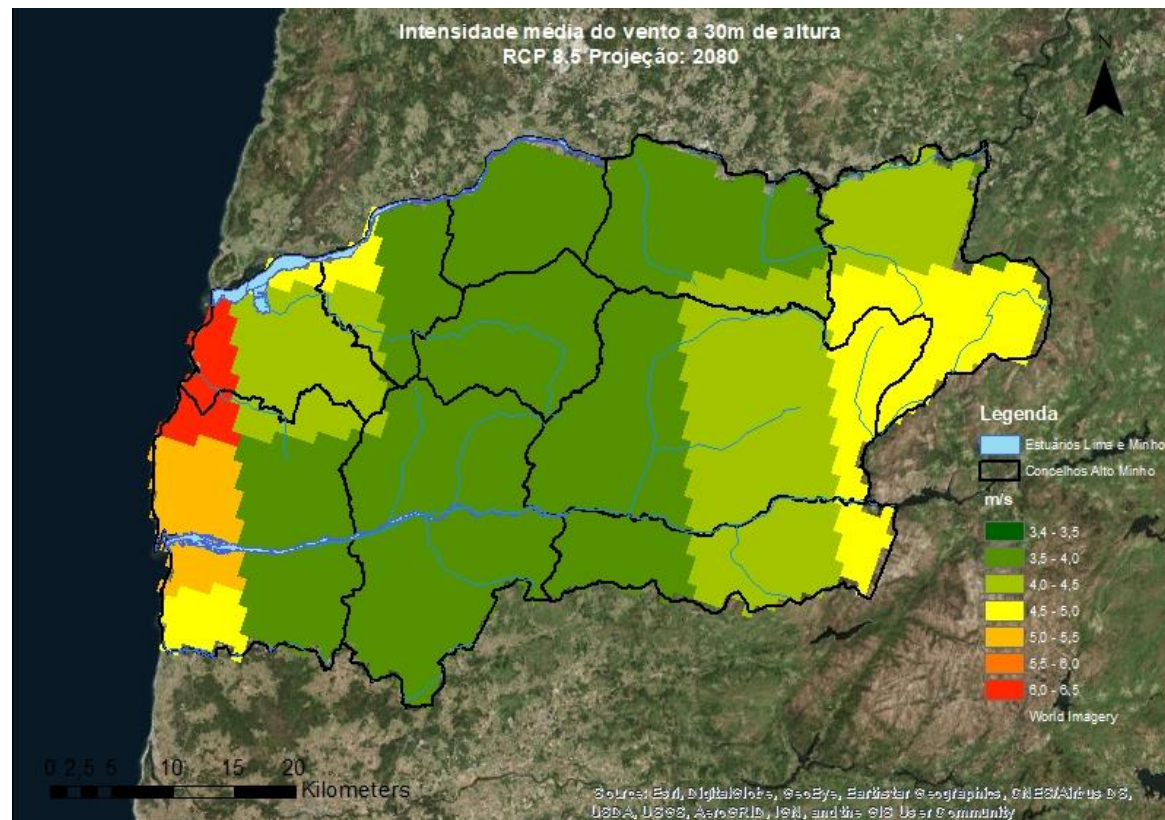 Intensidade média do vento a 30m de altura
RCP 8.5 Projeção: 2080
N
Legenda
Estuários Lima e Minho
Concelhos Alto Minho
m/s
3,4 - 3,5
3,5 - 4,0
4,0 - 4,5
4,5 - 5,0
5,0 - 5,5
5,5 - 6,0
6,0 - 6,5
World Imagery
0 2,5 5 10 15 20
Kilometers
Source: Esri, DigitalGlobe, GeoEye, Earthstar Geographics, CNES/Airbus DS,
USDA, USGS, AeroGRID, IGN, and the GIS User Community